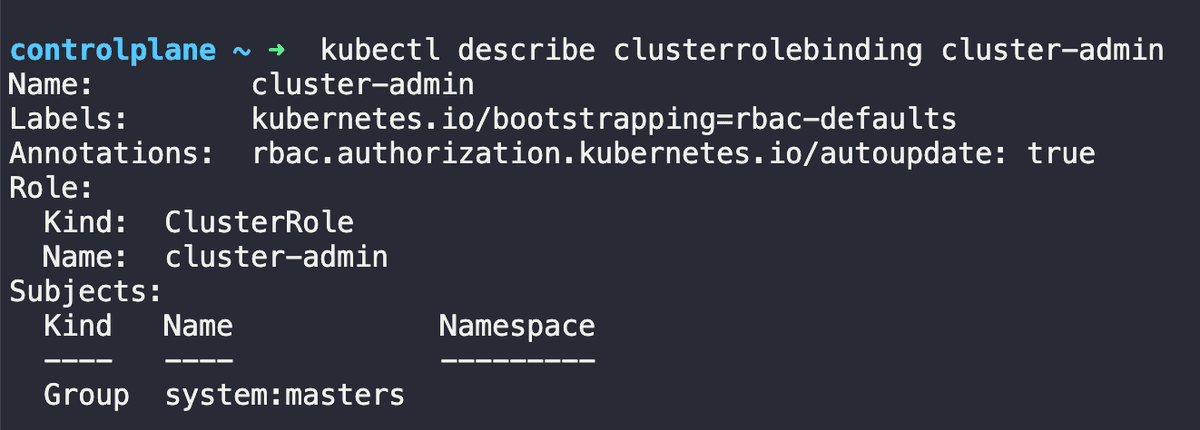 controlplane ~ ➜  kubectl describe clusterrolebinding cluster-admin
Name:         cluster-admin
Labels:       kubernetes.io/bootstrapping=rbac-defaults
Annotations:  rbac.authorization.kubernetes.io/autoupdate: true
Role:
  Kind:  ClusterRole
  Name:  cluster-admin
Subjects:
  Kind   Name            Namespace
  ----   ----            ---------
  Group  system:masters